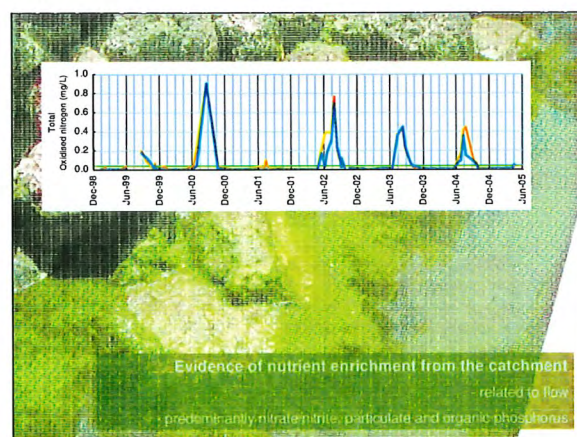 Total
Oxidised nitrogen (mg/L)
1.0
0.8
0.6
0.4
0.2
0.0
Dec-98
Jun-99
Dec-99
Jun-00
Dec-00
Jun-01
Dec-01
Jun-02
Dec-02
Jun-03
Dec-03
Jun-04
Dec-04
Jun-05
Evidence of nutrient enrichment from the catchment
- related to flow
- predominantly nitrate nitrite, particulate and organic phosphorus